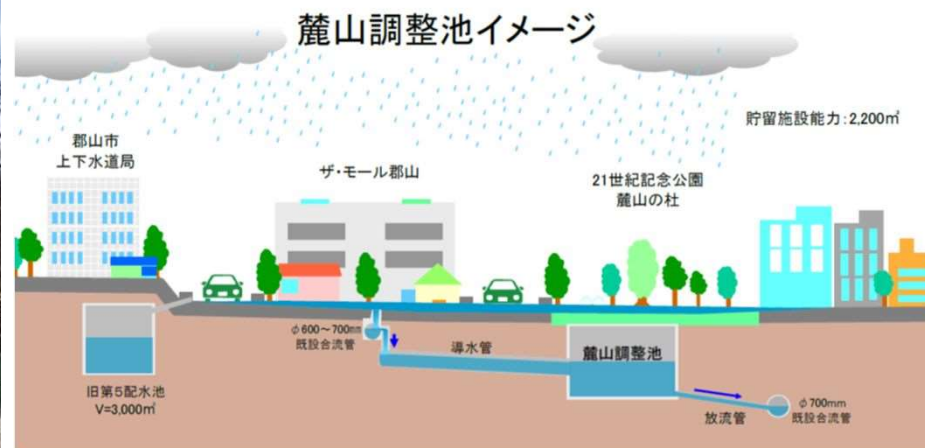 麓山調整池イメージ
貯留施設能力:2,200㎥
郡山市
上下水道局
ザ・モール郡山
21世紀記念公園
麓山の杜
φ600～700mm
既設合流管
導水管
麓山調整池
旧第5配水池
V=3,000㎥
放流管
φ700mm
既設合流管